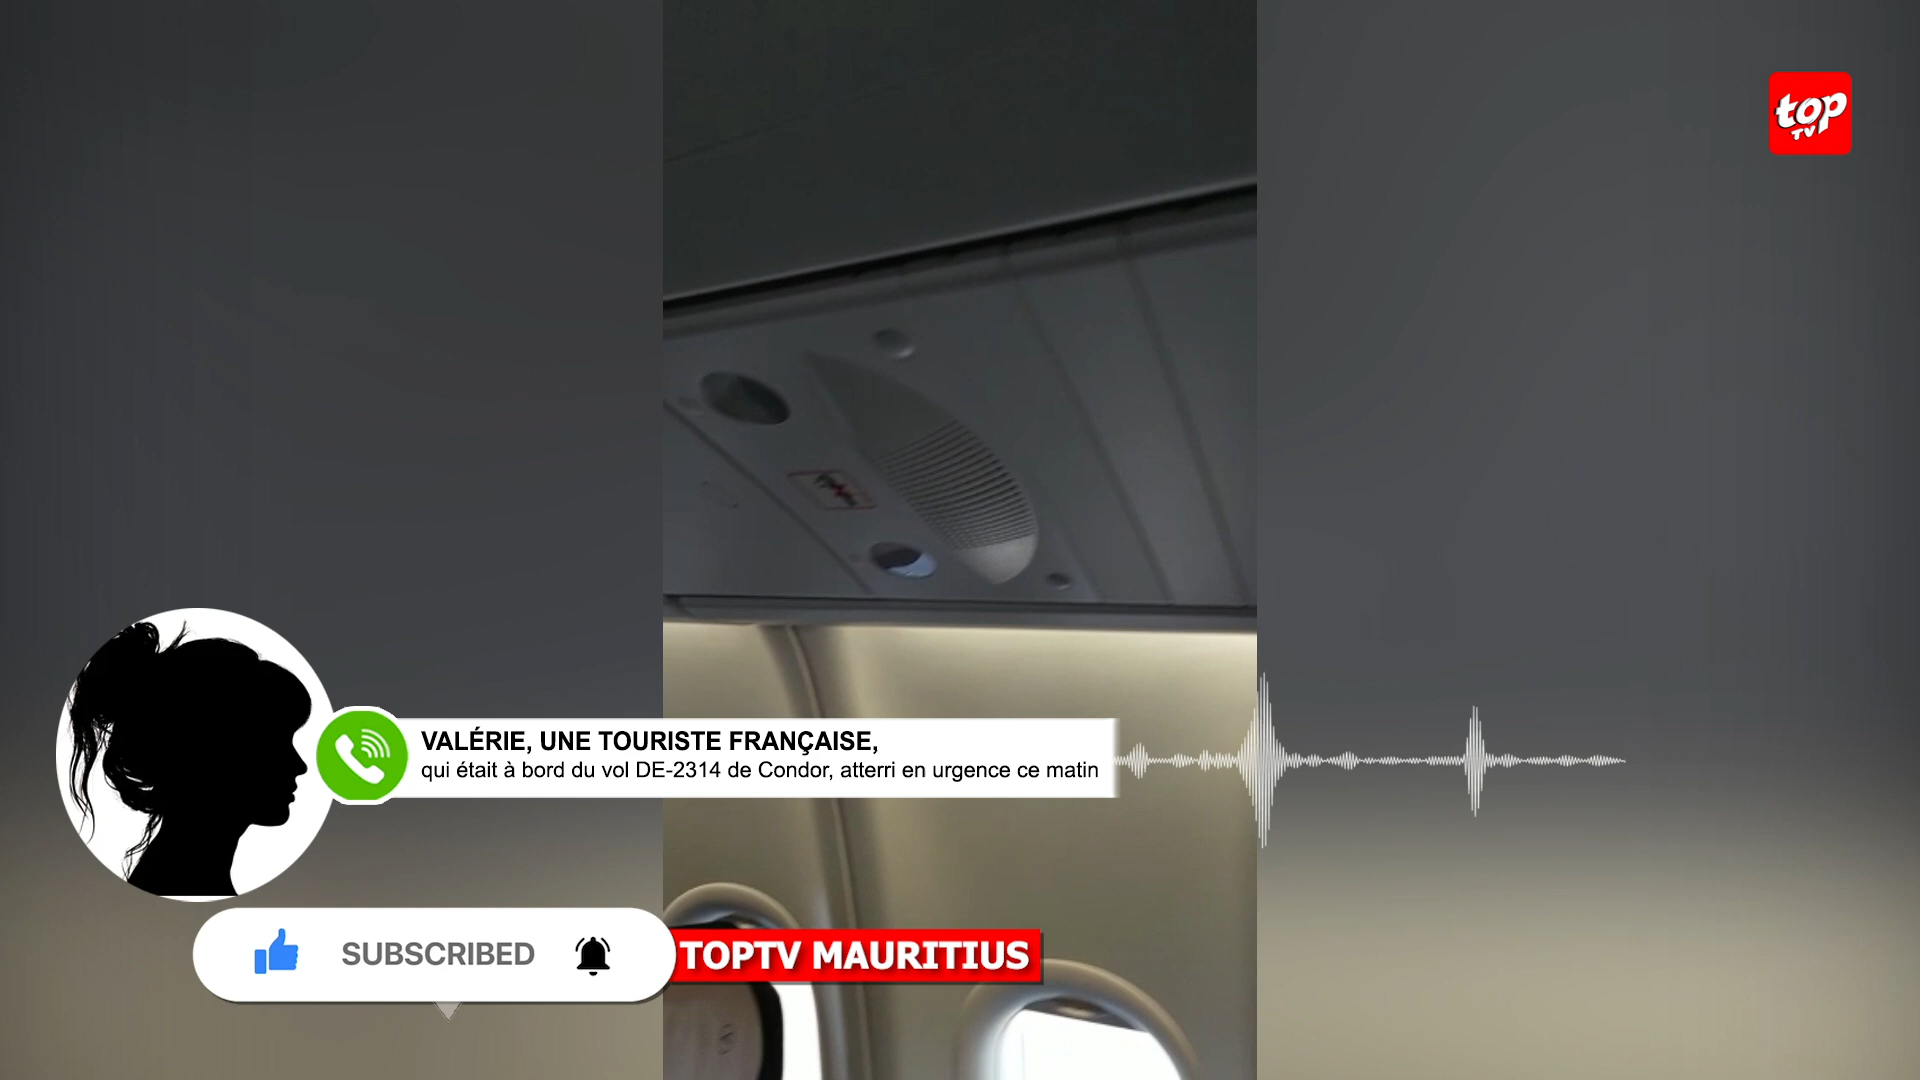 top
TV
VALÉRIE, UNE TOURISTE FRANÇAISE,
qui était à bord du vol DE-2314 de Condor, atterri en urgence ce matin
SUBSCRIBED
TOPTV MAURITIUS